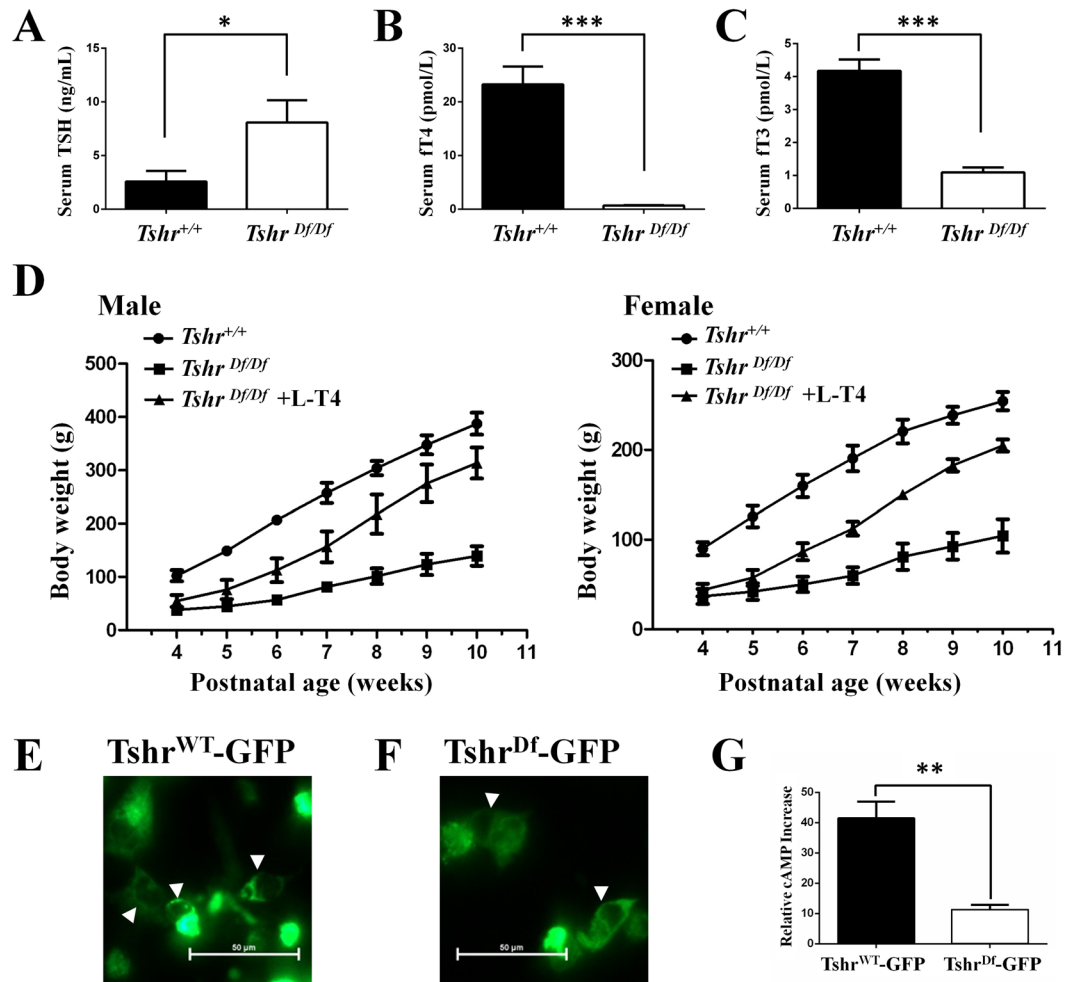 A
*
Serum TSH (ng/mL)
15
10
5
0
Tshr+/+
Tshr Df/Df
B
***
Serum fT4 (pmol/L)
30
20
10
0
Tshr+/+
Tshr Df/Df
C
***
Serum fT3 (pmol/L)
5
4
3
2
1
0
Tshr+/+
Tshr Df/Df
D
Male
Tshr+/+
Tshr Df/Df
Tshr Df/Df +L-T4
Body weight (g)
500
400
300
200
100
0
4 5 6 7 8 9 10 11
Postnatal age (weeks)
Female
Tshr+/+
Tshr Df/Df
Tshr Df/Df +L-T4
Body weight (g)
300
200
100
0
4 5 6 7 8 9 10 11
Postnatal age (weeks)
E
TshrWT-GFP
50 µm
F
TshrDf-GFP
50 µm
G
**
Relative cAMP Increase
50
40
30
20
10
0
TshrWT-GFP
TshrDf-GFP